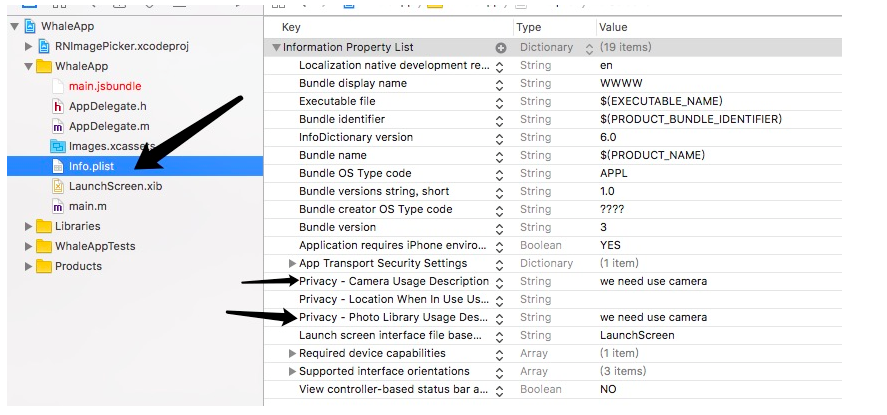 WhaleApp
RNImagePicker.xcodeproj
WhaleApp
main.jsbundle
AppDelegate.h
AppDelegate.m
Images.xcassets
Info.plist
LaunchScreen.xib
main.m
Libraries
WhaleAppTests
Products
Key Type Value
Information Property List Dictionary (19 items)
Localization native development re... String en
Bundle display name String WWWW
Executable file String $(EXECUTABLE_NAME)
Bundle identifier String $(PRODUCT_BUNDLE_IDENTIFIER)
InfoDictionary version String 6.0
Bundle name String $(PRODUCT_NAME)
Bundle OS Type code String APPL
Bundle versions string, short String 1.0
Bundle creator OS Type code String ????
Bundle version String 3
Application requires iPhone enviro... Boolean YES
App Transport Security Settings Dictionary (1 item)
Privacy - Camera Usage Description String we need use camera
Privacy - Location When In Use Us... String
Privacy - Photo Library Usage Des... String we need use camera
Launch screen interface file base... String LaunchScreen
Required device capabilities Array (1 item)
Supported interface orientations Array (3 items)
View controller-based status bar a... Boolean NO